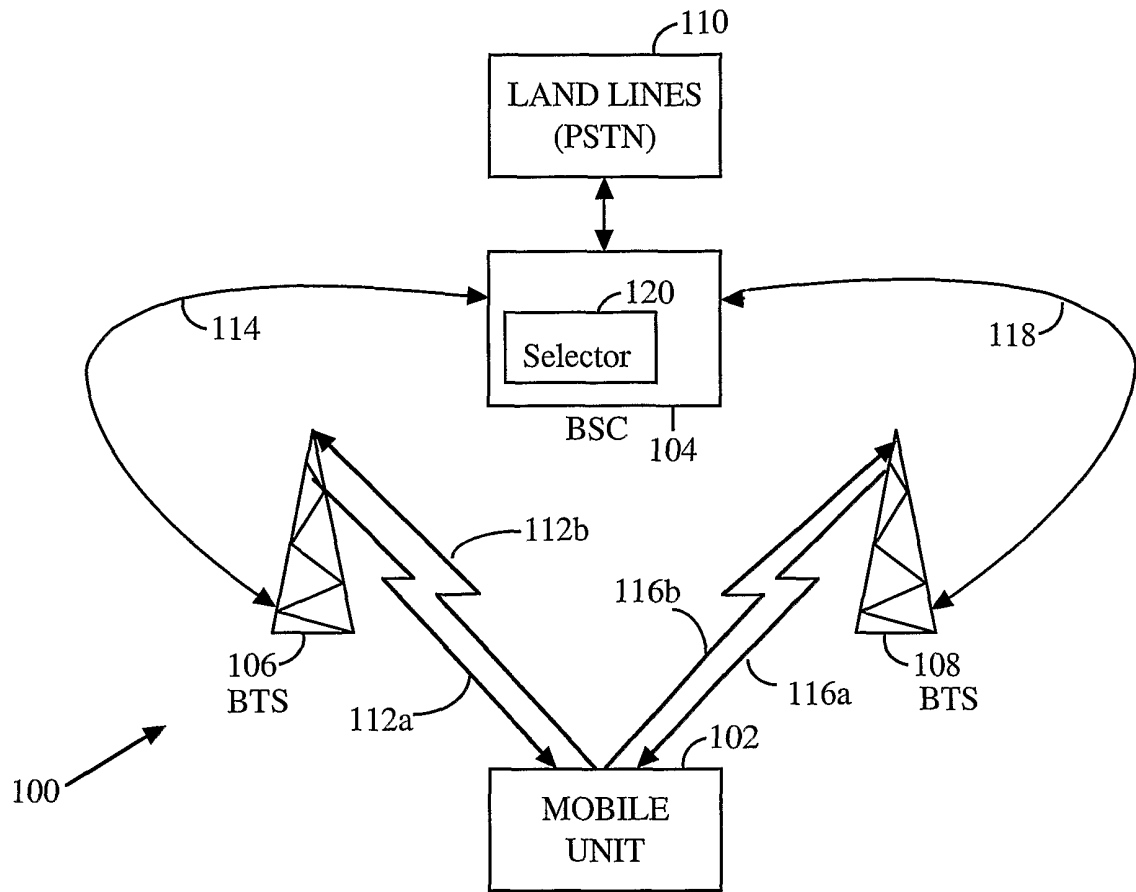 110
LAND LINES
(PSTN)
120
Selector
114
118
BSC
104
112b
116b
106
BTS
112a
116a
108
BTS
102
100
MOBILE
UNIT